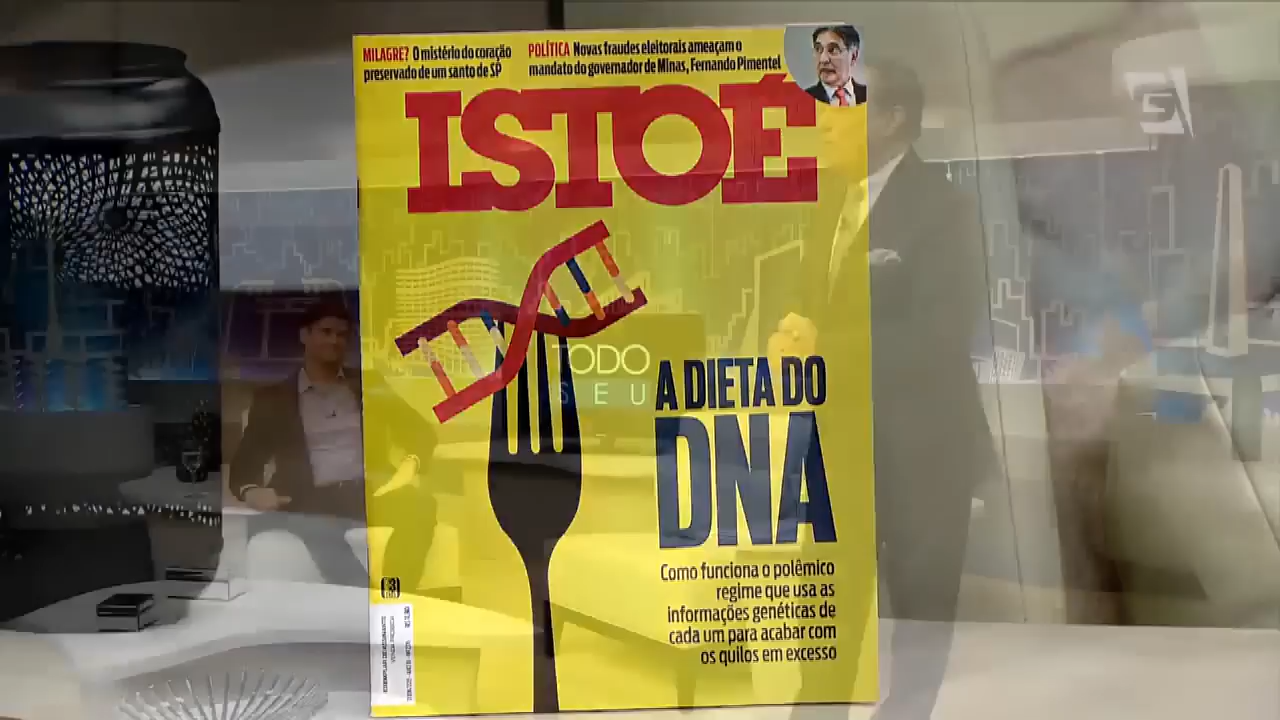 MILAGRE? O mistério do coração
preservado de um santo de SP
POLÍTICA Novas fraudes eleitorais ameaçam o
mandato do governador de Minas, Fernando Pimentel
ISTOÉ
TODO
SEU
A DIETA DO
DNA
Como funciona o polêmico
regime que usa as
informações genéticas de
cada um para acabar com
os quilos em excesso